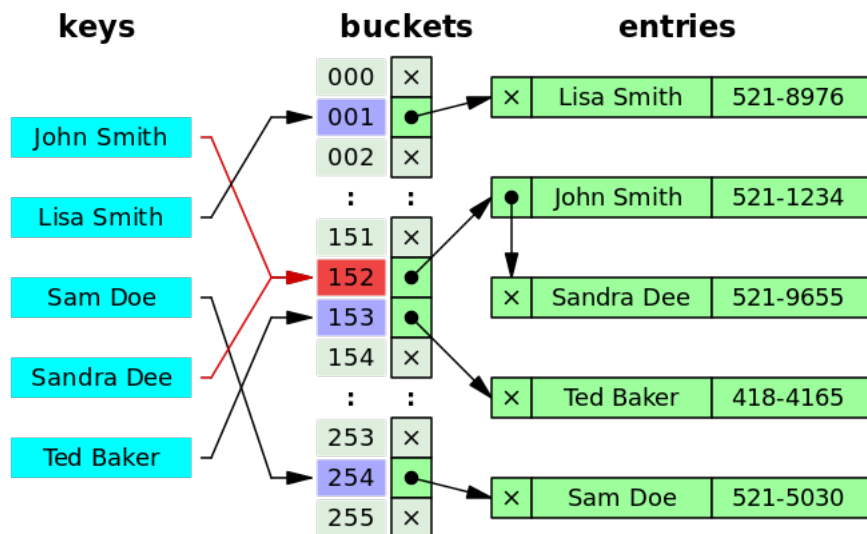 keys
buckets
entries
John Smith
Lisa Smith
Sam Doe
Sandra Dee
Ted Baker
000 ×
001
002 ×
: :
151 ×
152
153
154 ×
: :
253 ×
254
255 ×
× Lisa Smith 521-8976
John Smith 521-1234
× Sandra Dee 521-9655
× Ted Baker 418-4165
× Sam Doe 521-5030